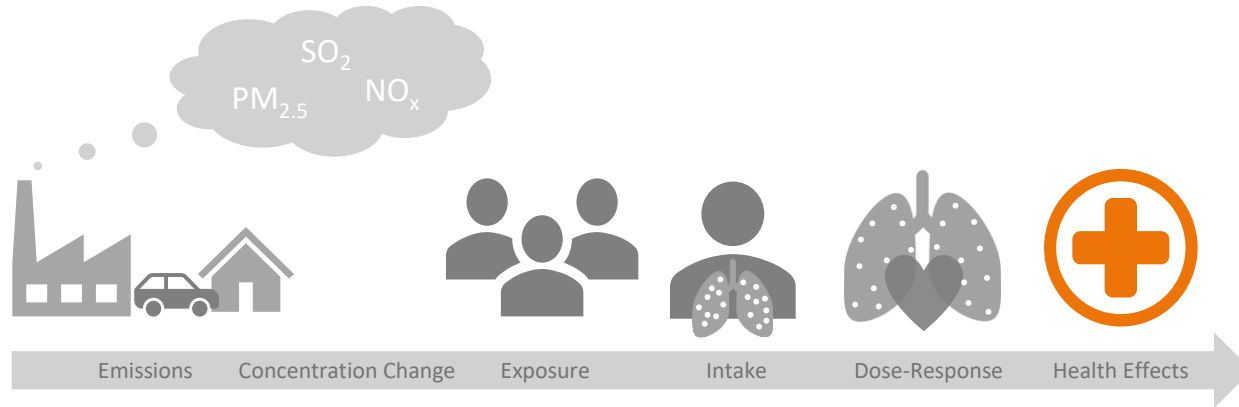 SO₂
PM₂.₅ NOₓ
Emissions Concentration Change Exposure Intake Dose-Response Health Effects